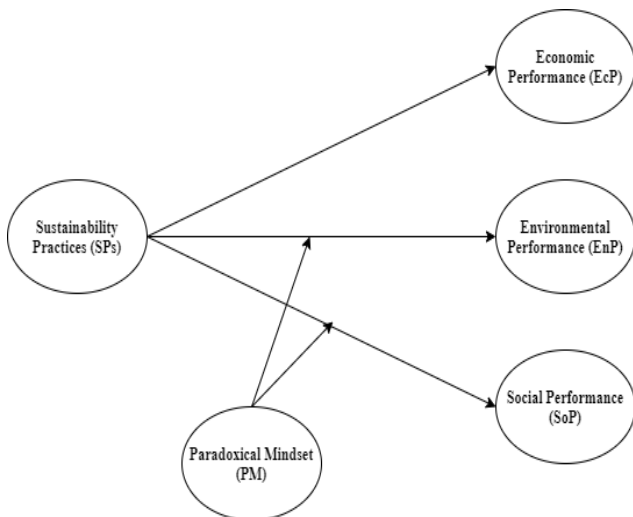 Economic
Performance (EcP)
Sustainability
Practices (SPs)
Environmental
Performance (EnP)
Social Performance
(SoP)
Paradoxical Mindset
(PM)